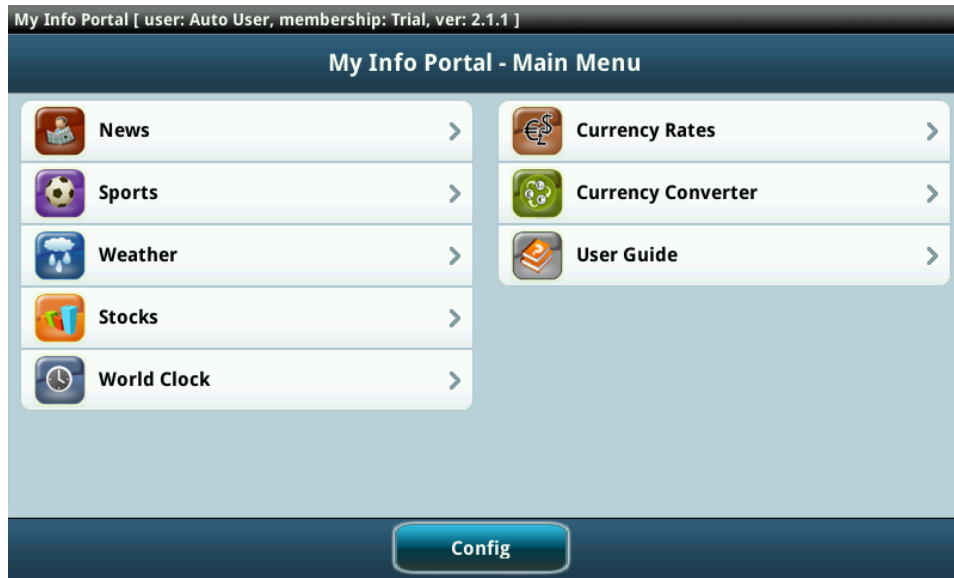 My Info Portal [ user: Auto User, membership: Trial, ver: 2.1.1 ]
My Info Portal - Main Menu
News
Sports
Weather
Stocks
World Clock
Currency Rates
Currency Converter
User Guide
Config